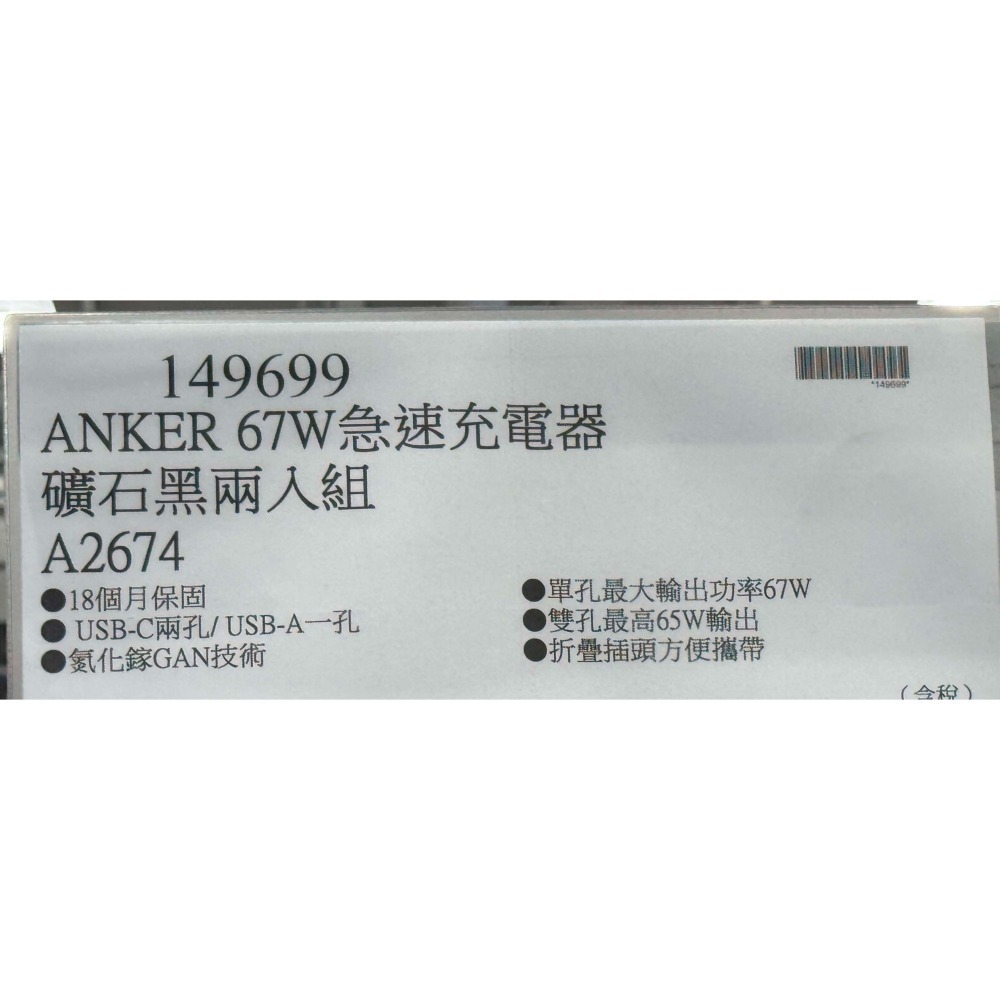 149699
*149699*
ANKER 67W急速充電器
礦石黑兩入組
A2674
●18個月保固
● USB-C兩孔/ USB-A一孔
●氮化鎵GAN技術
●單孔最大輸出功率67W
●雙孔最高65W輸出
●折疊插頭方便攜帶
（含稅）